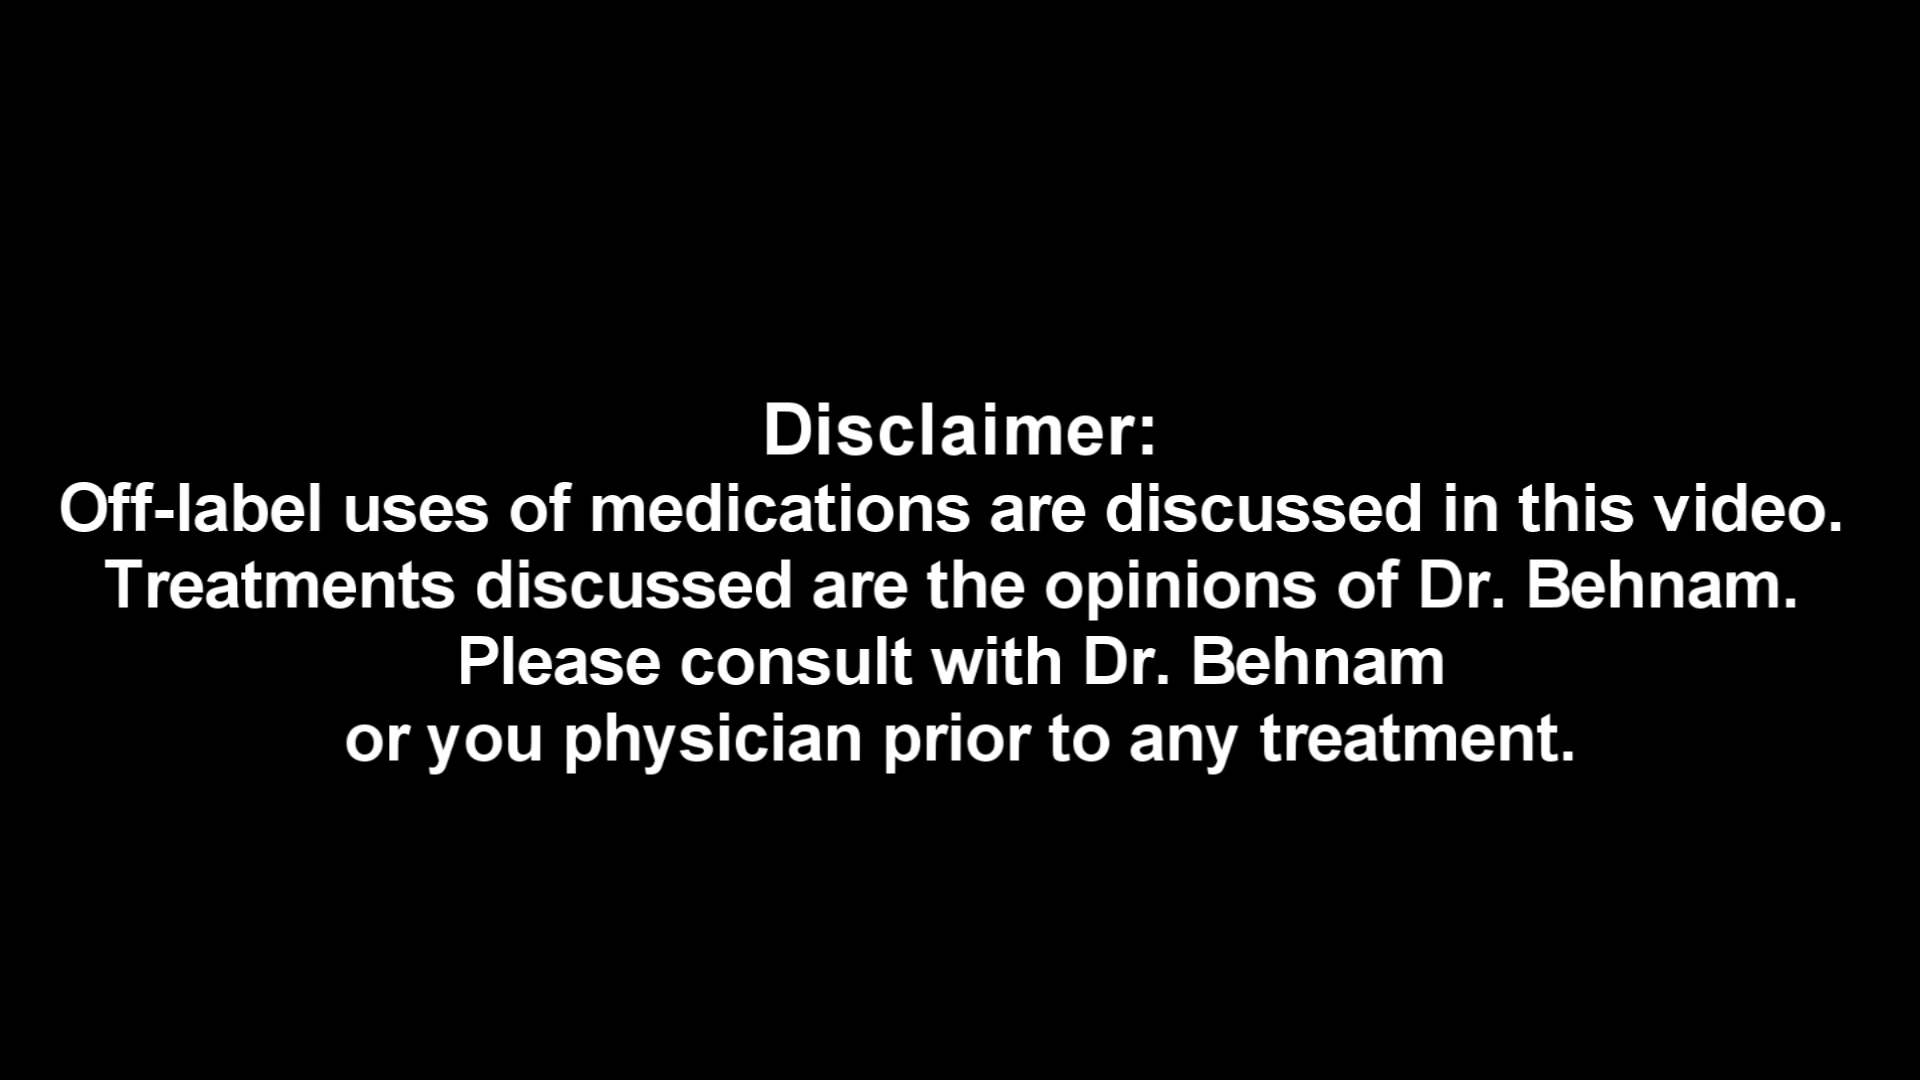 Disclaimer:
Off-label uses of medications are discussed in this video.
Treatments discussed are the opinions of Dr. Behnam.
Please consult with Dr. Behnam
or you physician prior to any treatment.